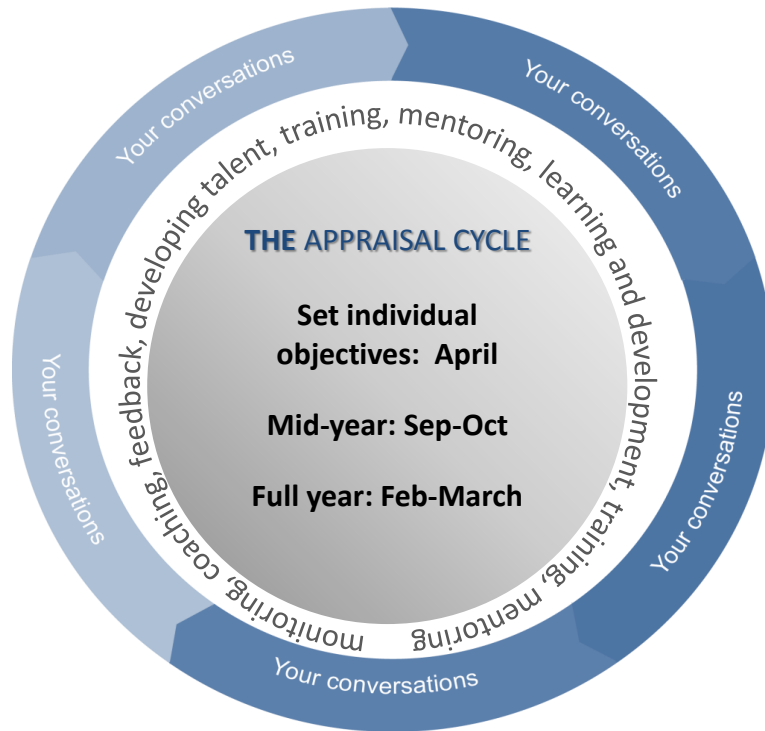 THE APPRAISAL CYCLE
Set individual
objectives: April
Mid-year: Sep-Oct
Full year: Feb-March
monitoring, coaching, feedback, developing talent, training, mentoring, learning and development, training, mentoring
Your conversations
Your conversations
Your conversations
Your conversations
Your conversations